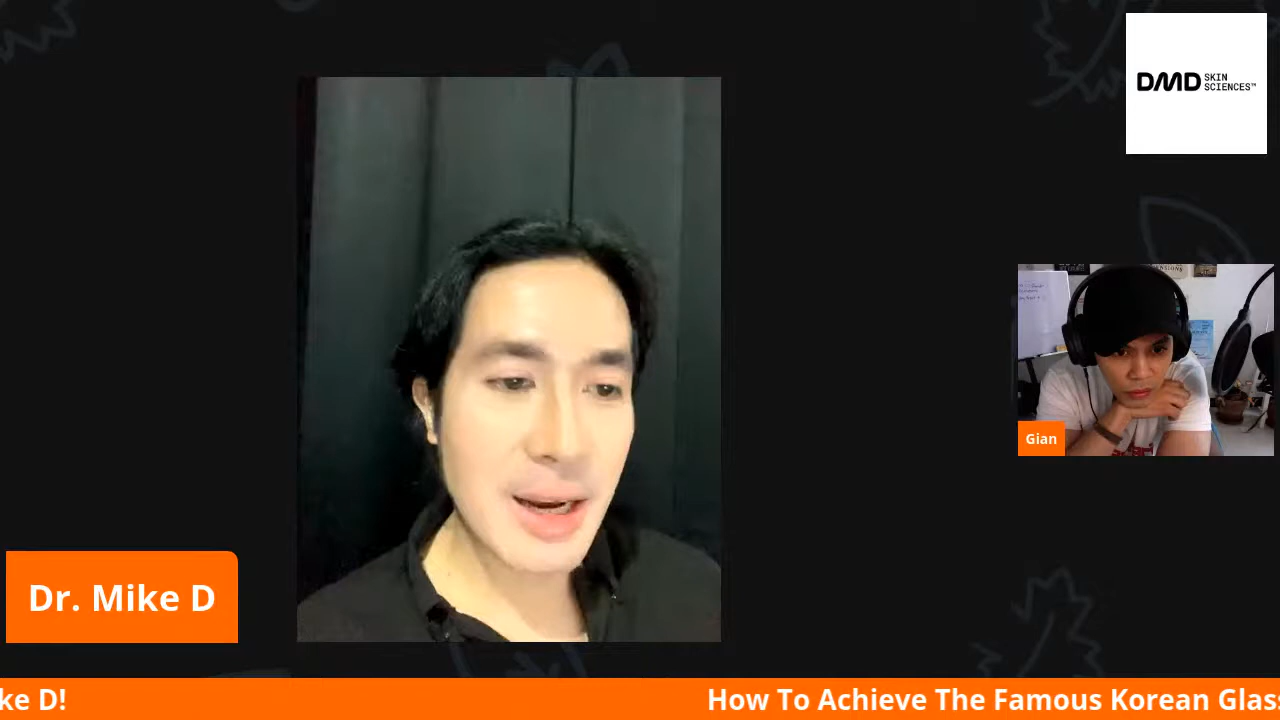 DMD SKIN
SCIENCES™
Gian
Dr. Mike D
ke D!
How To Achieve The Famous Korean Glas